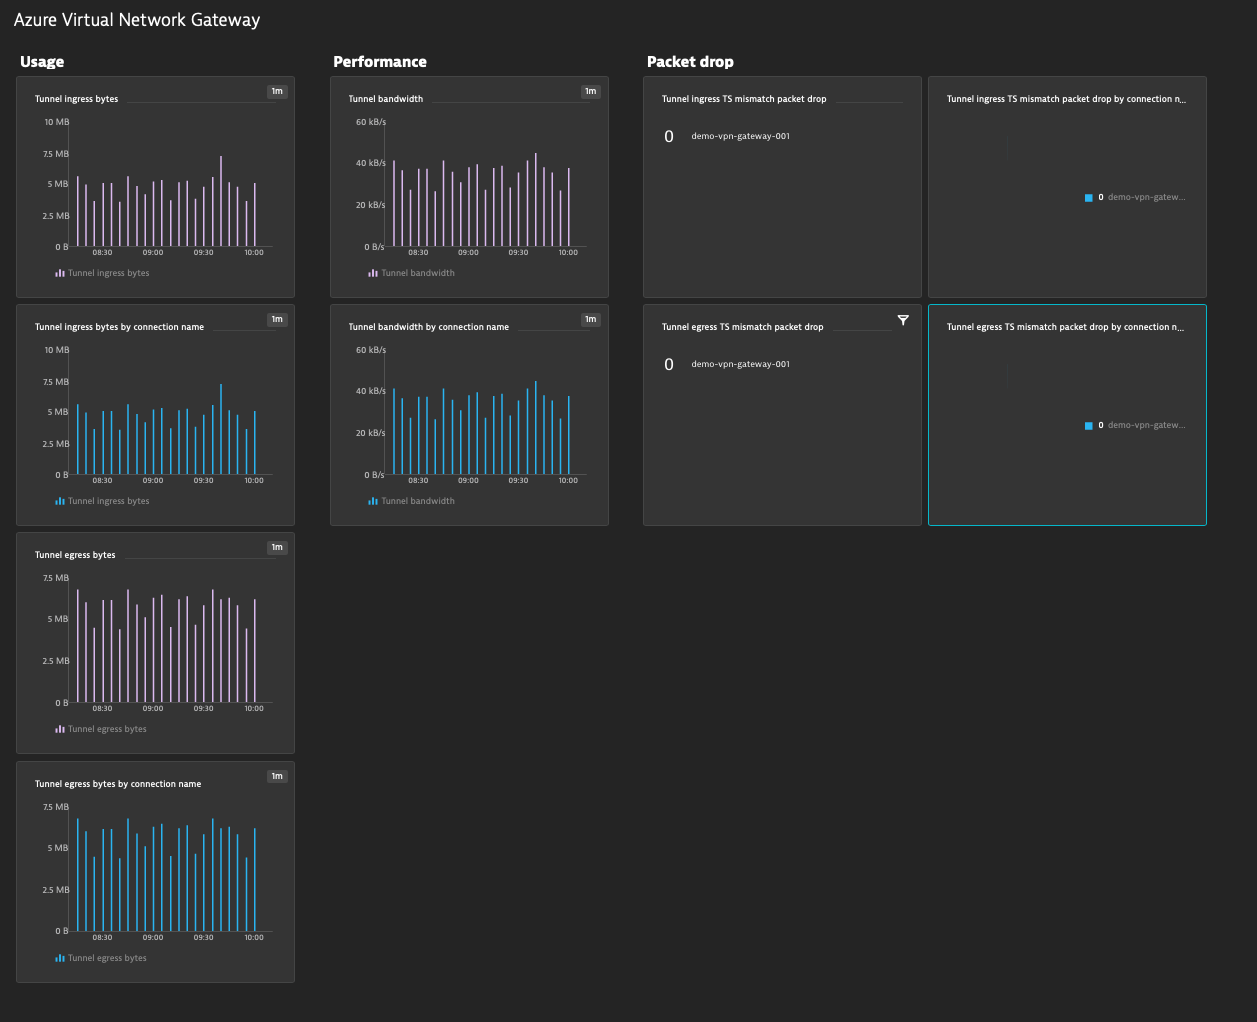 Azure Virtual Network Gateway
Usage
Tunnel ingress bytes
1m
10 MB
7.5 MB
5 MB
2.5 MB
0 B
08:30 09:00 09:30 10:00
Tunnel ingress bytes
Tunnel ingress bytes by connection name
1m
10 MB
7.5 MB
5 MB
2.5 MB
0 B
08:30 09:00 09:30 10:00
Tunnel ingress bytes
Tunnel egress bytes
1m
7.5 MB
5 MB
2.5 MB
0 B
08:30 09:00 09:30 10:00
Tunnel egress bytes
Tunnel egress bytes by connection name
1m
7.5 MB
5 MB
2.5 MB
0 B
08:30 09:00 09:30 10:00
Tunnel egress bytes
Performance
Tunnel bandwidth
1m
60 kB/s
40 kB/s
20 kB/s
0 B/s
08:30 09:00 09:30 10:00
Tunnel bandwidth
Tunnel bandwidth by connection name
1m
60 kB/s
40 kB/s
20 kB/s
0 B/s
08:30 09:00 09:30 10:00
Tunnel bandwidth
Packet drop
Tunnel ingress TS mismatch packet drop
0 demo-vpn-gateway-001
Tunnel ingress TS mismatch packet drop by connection n...
0 demo-vpn-gatew...
Tunnel egress TS mismatch packet drop
0 demo-vpn-gateway-001
Tunnel egress TS mismatch packet drop by connection n...
0 demo-vpn-gatew...